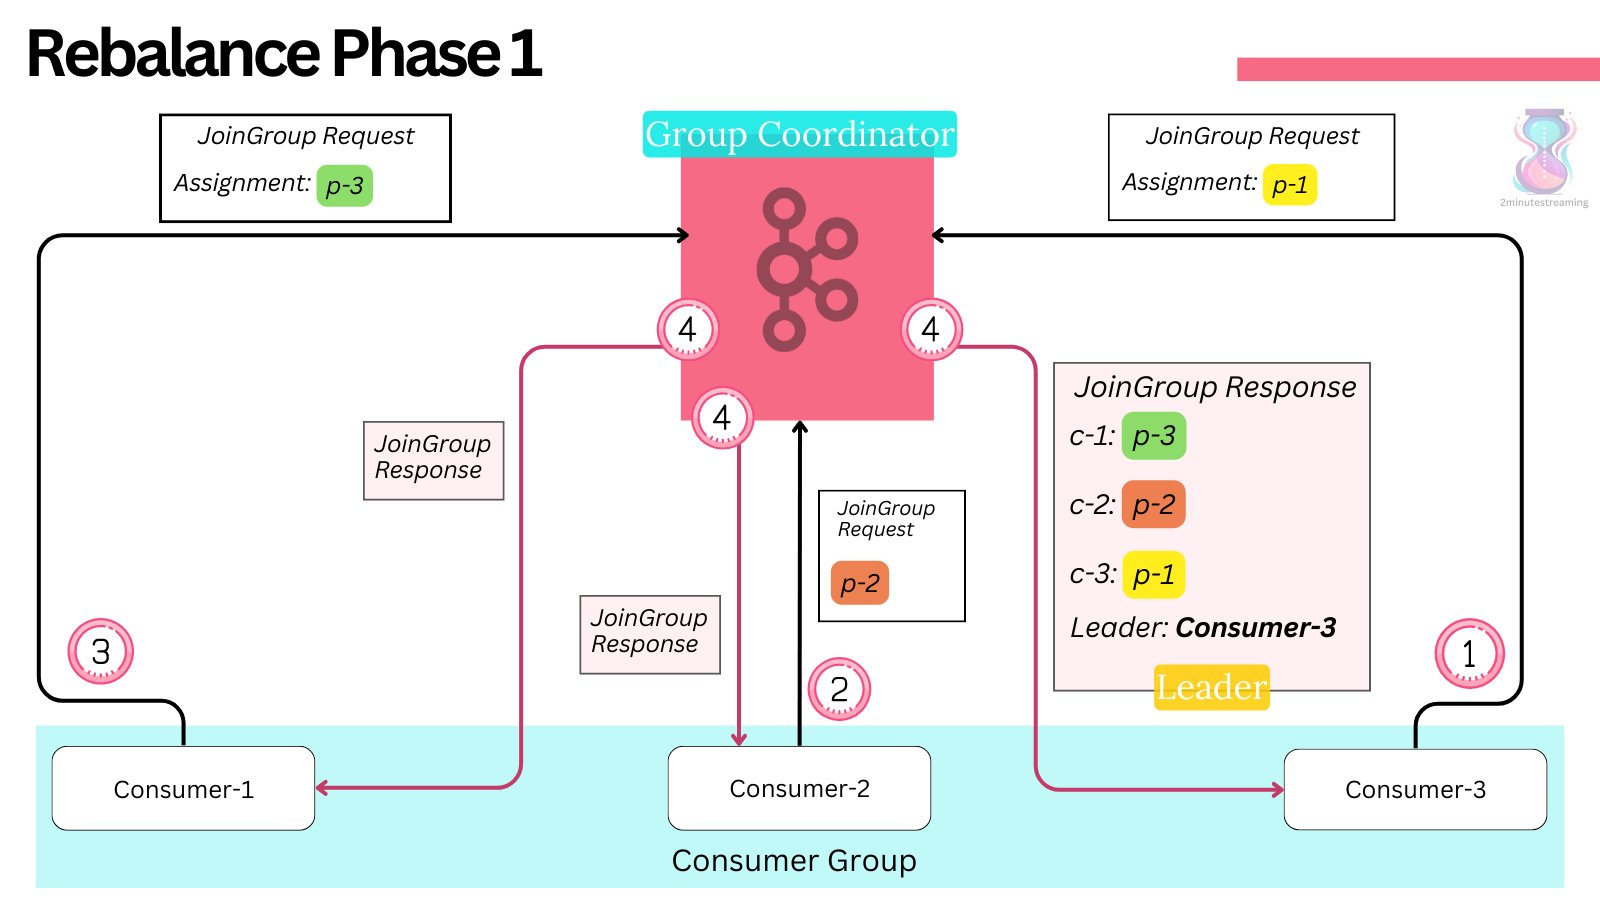 Rebalance Phase 1
JoinGroup Request
Assignment: p-3
Group Coordinator
JoinGroup Request
Assignment: p-1
2minutestreaming
4
4
4
JoinGroup
Response
JoinGroup
Request
p-2
JoinGroup Response
c-1: p-3
c-2: p-2
c-3: p-1
Leader: Consumer-3
Leader
JoinGroup
Response
3
2
1
Consumer-1
Consumer-2
Consumer-3
Consumer Group